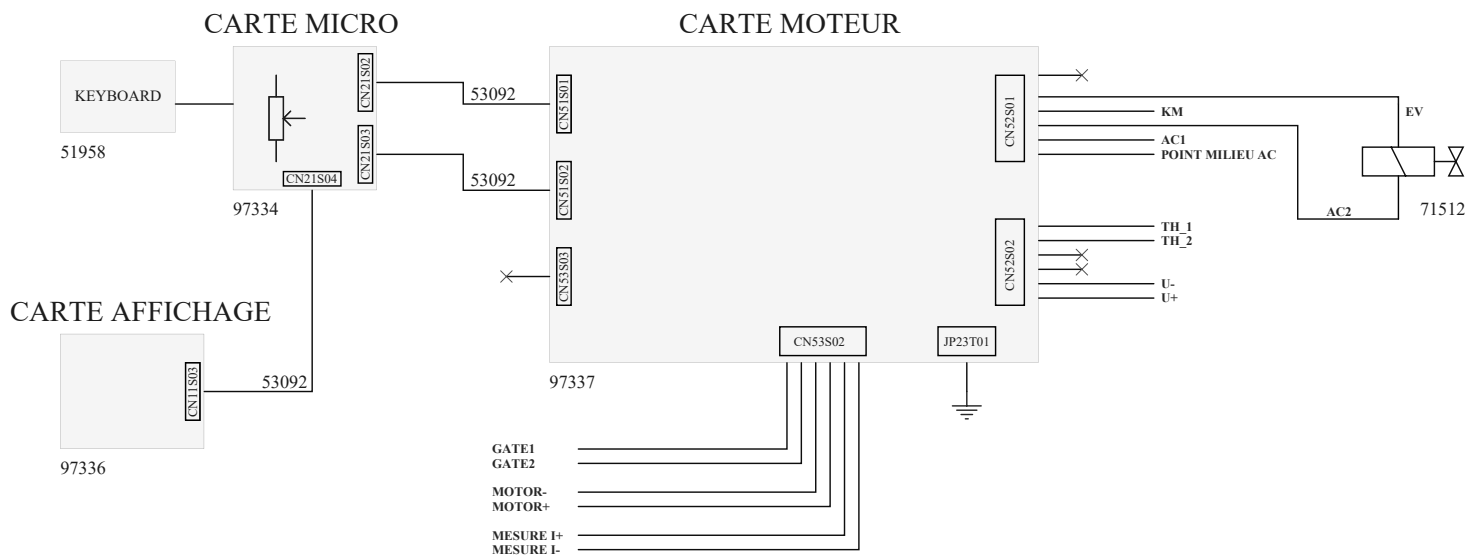 CARTE MICRO
CARTE MOTEUR
KEYBOARD
51958
CN21S02
CN21S03
CN21S04
97334
53092
53092
CN51S01
CN51S02
CN53S03
CN52S01
KM
AC1
POINT MILIEU AC
EV
AC2
71512
CN52S02
TH_1
TH_2
U-
U+
CARTE AFFICHAGE
CN11S03
53092
97336
CN53S02
JP23T01
97337
GATE1
GATE2
MOTOR-
MOTOR+
MESURE I+
MESURE I-